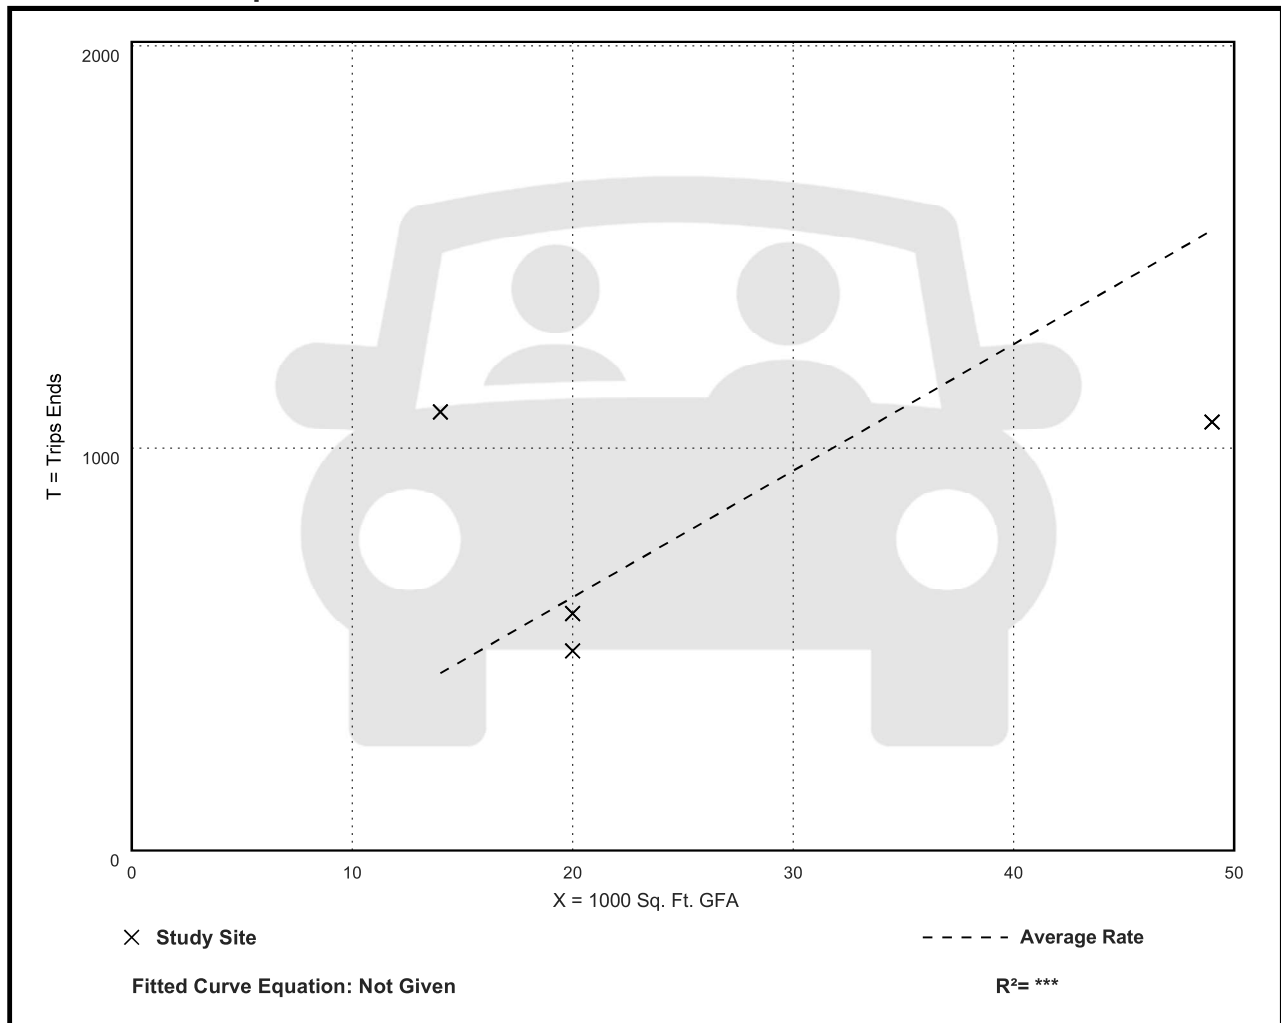 2000
1000
0
T = Trips Ends
0 10 20 30 40 50
X = 1000 Sq. Ft. GFA
Study Site
Average Rate
Fitted Curve Equation: Not Given
R²= ***